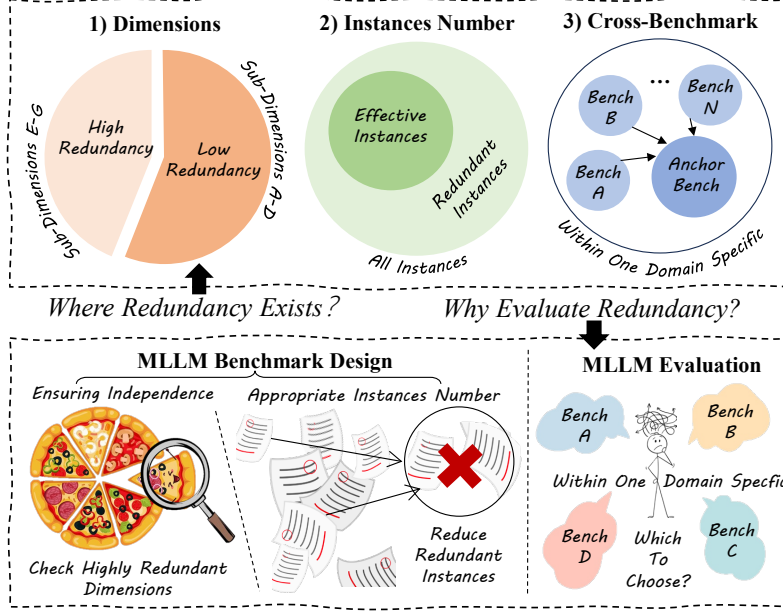 1) Dimensions
2) Instances Number
3) Cross-Benchmark
Sub-Dimensions E-G
High
Redundancy
Low
Redundancy
Sub-Dimensions A-D
Effective
Instances
Redundant
Instances
All Instances
Bench
B
...
Bench
N
Bench
A
Anchor
Bench
Within One Domain Specific
Where Redundancy Exists?
Why Evaluate Redundancy?
MLLM Benchmark Design
Ensuring Independence
Appropriate Instances Number
Check Highly Redundant
Dimensions
Reduce
Redundant
Instances
MLLM Evaluation
Bench
A
Bench
B
Within One Domain Specfic
Bench
D
Which
To
Choose?
Bench
C